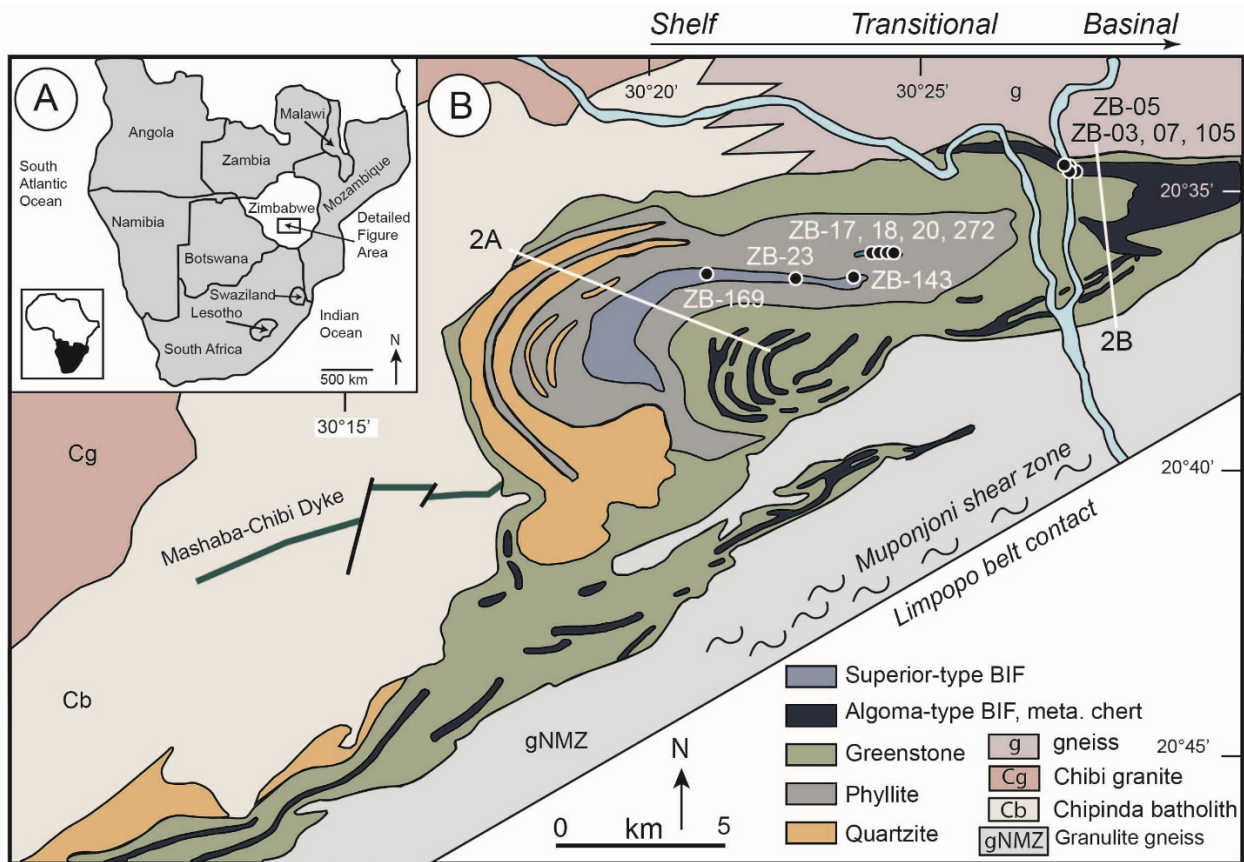 Shelf Transitional Basinal
A
Angola
Zambia
Malawi
Mozambique
South
Atlantic
Ocean
Namibia
Zimbabwe
Botswana
Detailed
Figure
Area
Swaziland
Lesotho
South Africa
Indian
Ocean
N
500 km
B
30°20'
30°25'
g
ZB-05
ZB-03, 07, 105
20°35'
2A
ZB-17, 18, 20, 272
ZB-23
ZB-169
ZB-143
2B
30°15'
Cg
Mashaba-Chibi Dyke
20°40'
Muponjoni shear zone
Limpopo belt contact
Cb
gNMZ
N
0 km 5
Superior-type BIF
Algoma-type BIF, meta. chert
Greenstone
Phyllite
Quartzite
20°45'
g gneiss
Cg Chibi granite
Cb Chipinda batholith
gNMZ Granulite gneiss